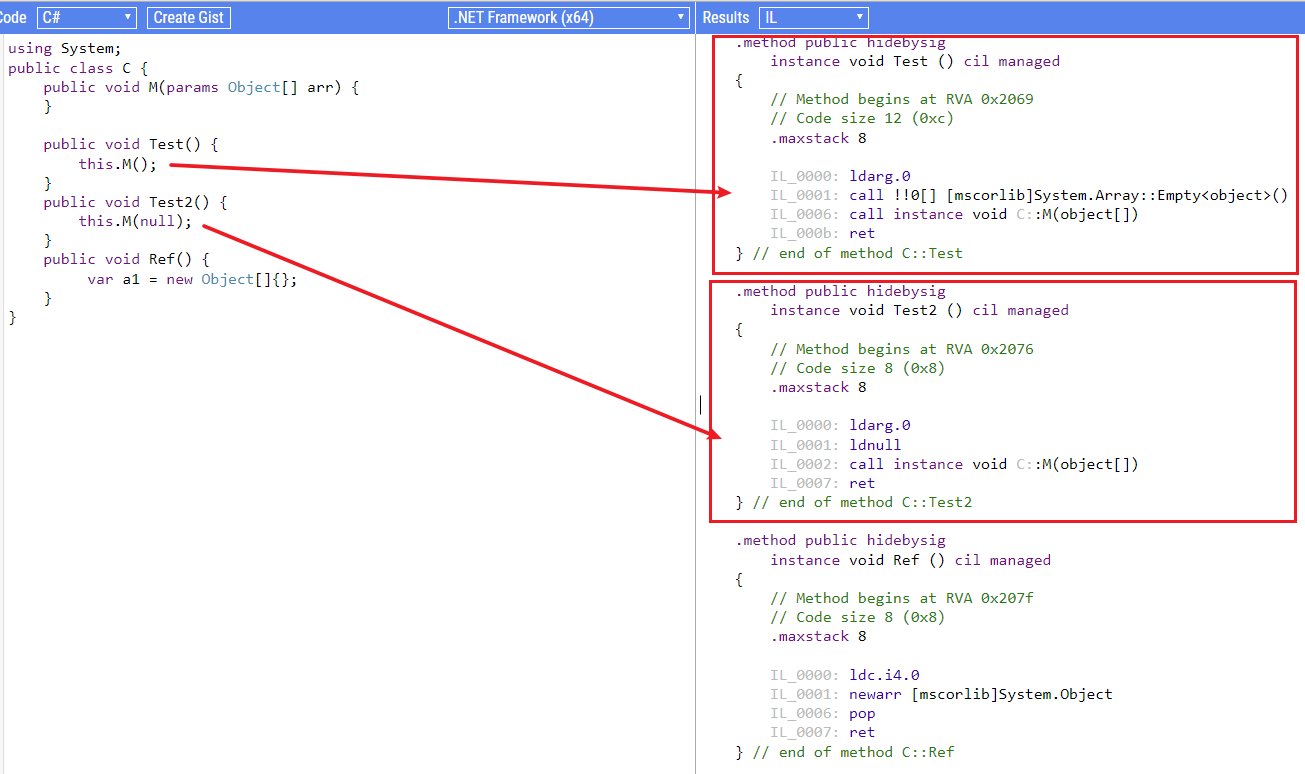 Code C# Create Gist .NET Framework (x64) Results IL
using System;
public class C {
public void M(params Object[] arr) {
}
public void Test() {
this.M();
}
public void Test2() {
this.M(null);
}
public void Ref() {
var a1 = new Object[]{};
}
}
.method public hidebysig
instance void Test () cil managed
{
// Method begins at RVA 0x2069
// Code size 12 (0xc)
.maxstack 8
IL_0000: ldarg.0
IL_0001: call !!0[] [mscorlib]System.Array::Empty<object>()
IL_0006: call instance void C::M(object[])
IL_000b: ret
} // end of method C::Test
.method public hidebysig
instance void Test2 () cil managed
{
// Method begins at RVA 0x2076
// Code size 8 (0x8)
.maxstack 8
IL_0000: ldarg.0
IL_0001: ldnull
IL_0002: call instance void C::M(object[])
IL_0007: ret
} // end of method C::Test2
.method public hidebysig
instance void Ref () cil managed
{
// Method begins at RVA 0x207f
// Code size 8 (0x8)
.maxstack 8
IL_0000: ldc.i4.0
IL_0001: newarr [mscorlib]System.Object
IL_0006: pop
IL_0007: ret
} // end of method C::Ref